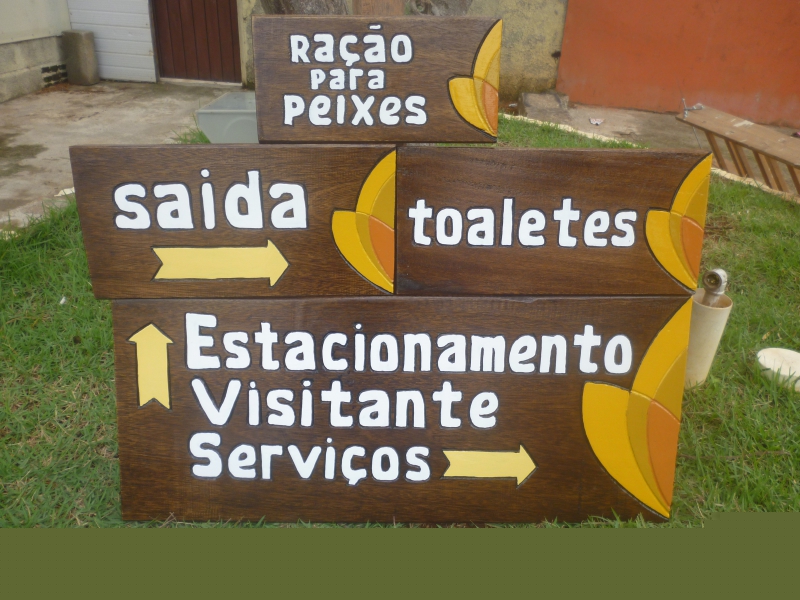 Ração
para
peixes
saida
toaletes
Estacionamento
Visitante
Serviços